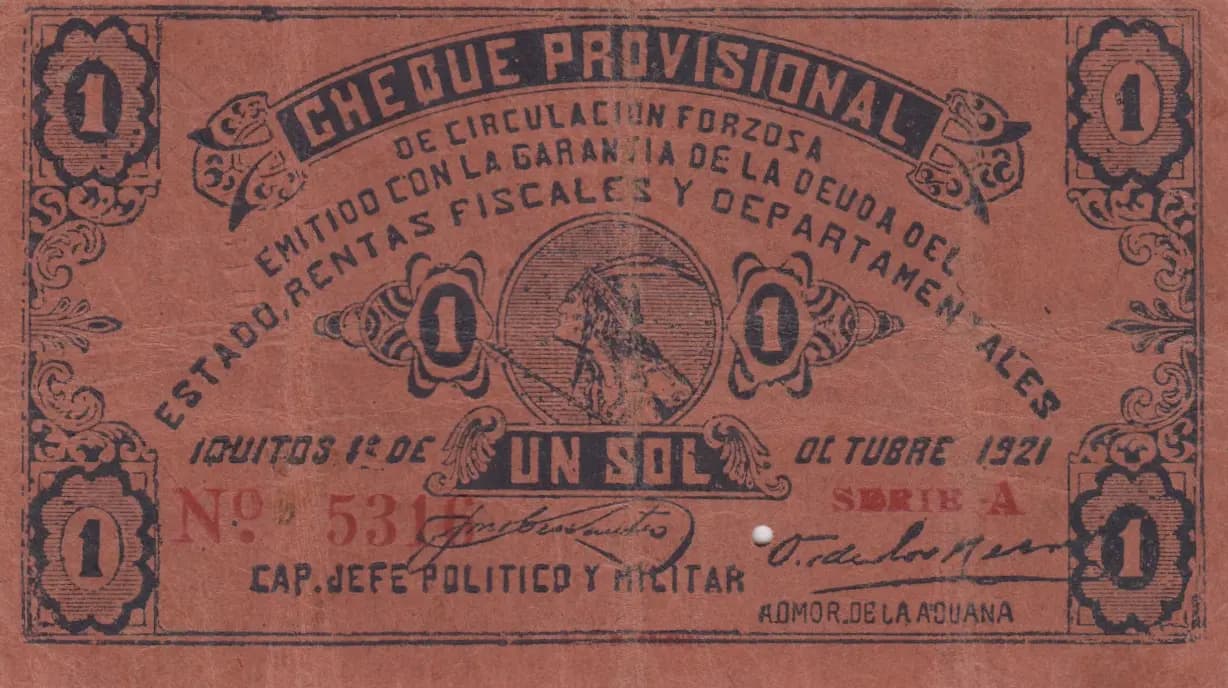 1 1
CHEQUE PROVISIONAL
DE CIRCULACION FORZOSA
EMITIDO CON LA GARANTIA DE LA DEUDA DEL
ESTADO, RENTAS FISCALES Y DEPARTAMENTALES
1 1
IQUITOS 1º DE UN SOL OCTUBRE 1921
Nº SERIE A
CAP. JEFE POLITICO Y MILITAR
ADMOR. DE LA ADUANA
1 1